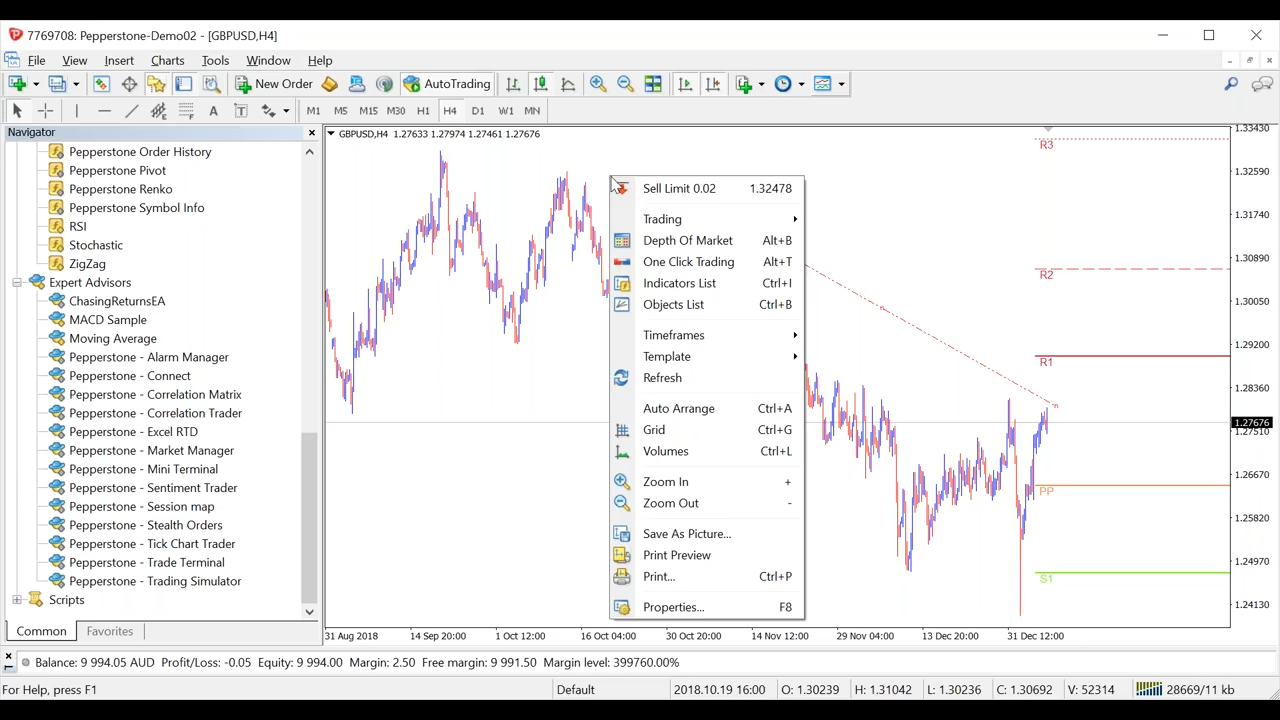 7769708: Pepperstone-Demo02 - [GBPUSD,H4]
File View Insert Charts Tools Window Help
New Order AutoTrading
A T M1 M5 M15 M30 H1 H4 D1 W1 MN
Navigator
Pepperstone Order History
Pepperstone Pivot
Pepperstone Renko
Pepperstone Symbol Info
RSI
Stochastic
ZigZag
Expert Advisors
ChasingReturnsEA
MACD Sample
Moving Average
Pepperstone - Alarm Manager
Pepperstone - Connect
Pepperstone - Correlation Matrix
Pepperstone - Correlation Trader
Pepperstone - Excel RTD
Pepperstone - Market Manager
Pepperstone - Mini Terminal
Pepperstone - Sentiment Trader
Pepperstone - Session map
Pepperstone - Stealth Orders
Pepperstone - Tick Chart Trader
Pepperstone - Trade Terminal
Pepperstone - Trading Simulator
Scripts
Common Favorites
GBPUSD,H4 1.27633 1.27974 1.27461 1.27676
Sell Limit 0.02 1.32478
Trading
Depth Of Market Alt+B
One Click Trading Alt+T
Indicators List Ctrl+I
Objects List Ctrl+B
Timeframes
Template
Refresh
Auto Arrange Ctrl+A
Grid Ctrl+G
Volumes Ctrl+L
Zoom In +
Zoom Out -
Save As Picture...
Print Preview
Print... Ctrl+P
Properties... F8
R3
R2
R1
PP
S1
1.33430
1.32590
1.31740
1.30890
1.30050
1.29200
1.28360
1.27676
1.27510
1.26670
1.25820
1.24970
1.24130
31 Aug 2018 14 Sep 20:00 1 Oct 12:00 16 Oct 04:00 30 Oct 20:00 14 Nov 12:00 29 Nov 04:00 13 Dec 20:00 31 Dec 12:00
Balance: 9 994.05 AUD Profit/Loss: -0.05 Equity: 9 994.00 Margin: 2.50 Free margin: 9 991.50 Margin level: 399760.00%
For Help, press F1 Default 2018.10.19 16:00 O: 1.30239 H: 1.31042 L: 1.30236 C: 1.30692 V: 52314 28669/11 kb